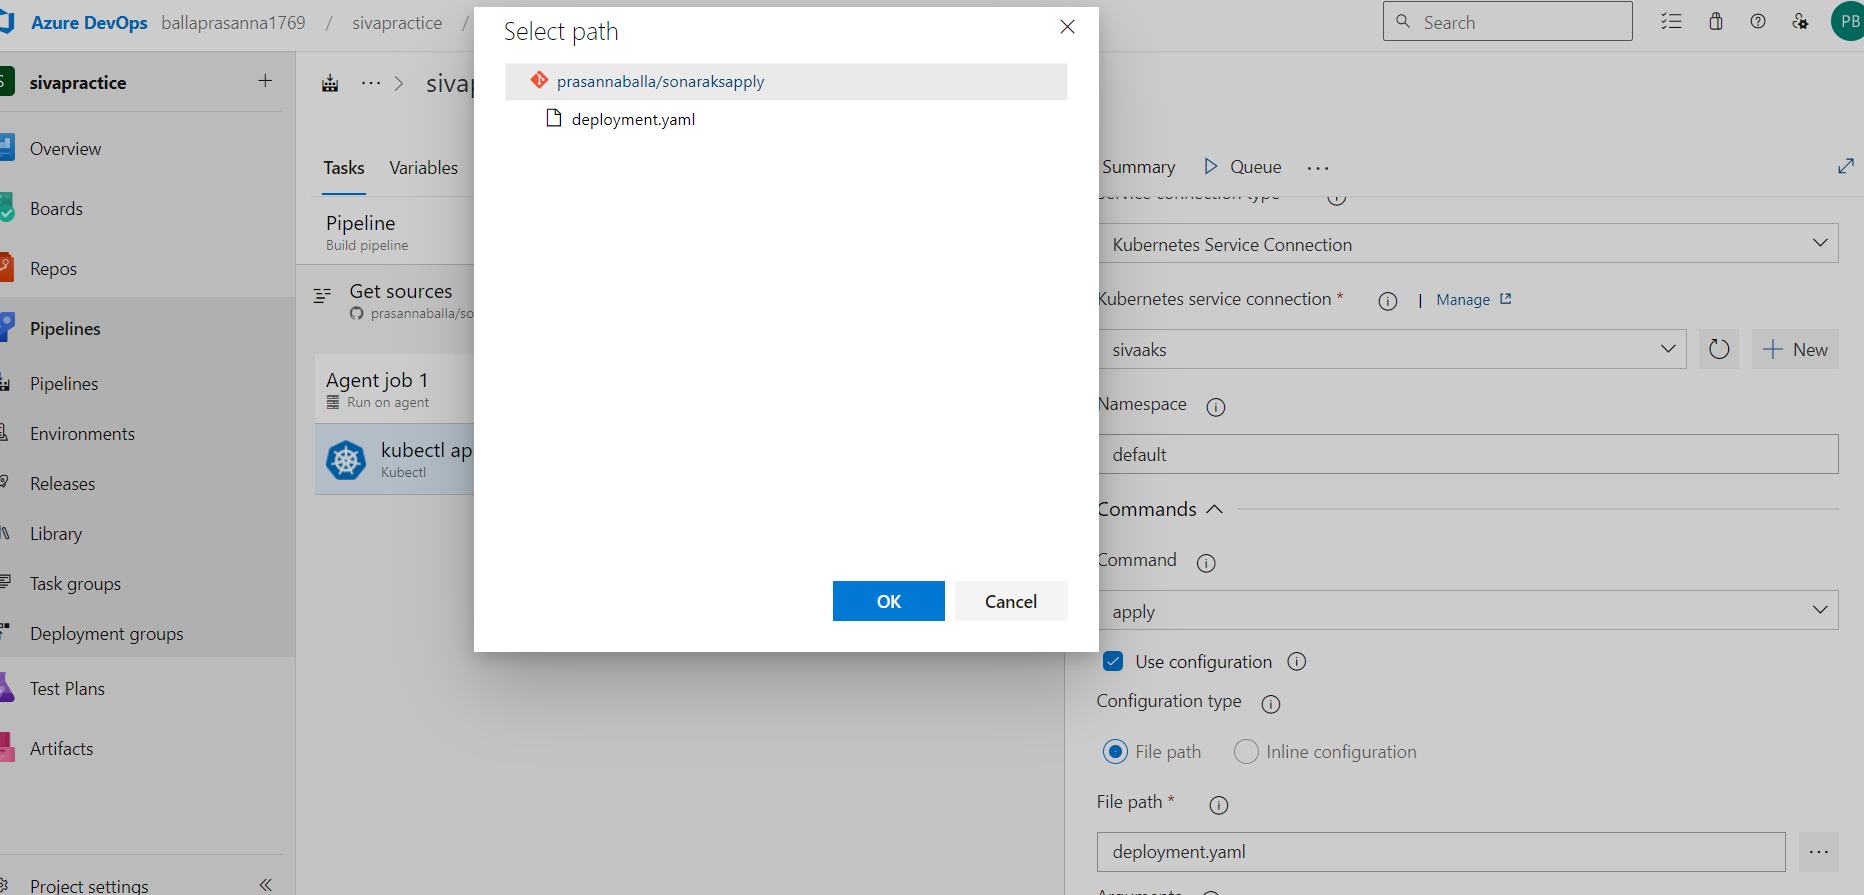 Azure DevOps ballaprasanna1769 / sivapractice /
Search
PB
sivapractice
Overview
Boards
Repos
Pipelines
Pipelines
Environments
Releases
Library
Task groups
Deployment groups
Test Plans
Artifacts
Project settings
Tasks Variables
Pipeline
Build pipeline
Get sources
prasannaballa/so
Agent job 1
Run on agent
kubectl ap
Kubectl
Select path
prasannaballa/sonaraksapply
deployment.yaml
OK Cancel
Summary Queue ...
Service connection type
Kubernetes Service Connection
Kubernetes service connection * | Manage
sivaaks
New
Namespace
default
Commands
Command
apply
Use configuration
Configuration type
File path Inline configuration
File path *
deployment.yaml
...